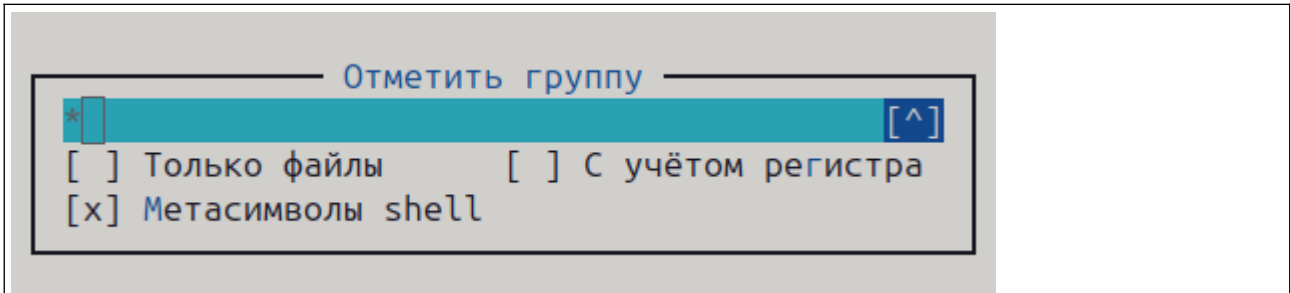 Отметить группу
* [^]
[ ] Только файлы [ ] С учётом регистра
[x] Метасимволы shell